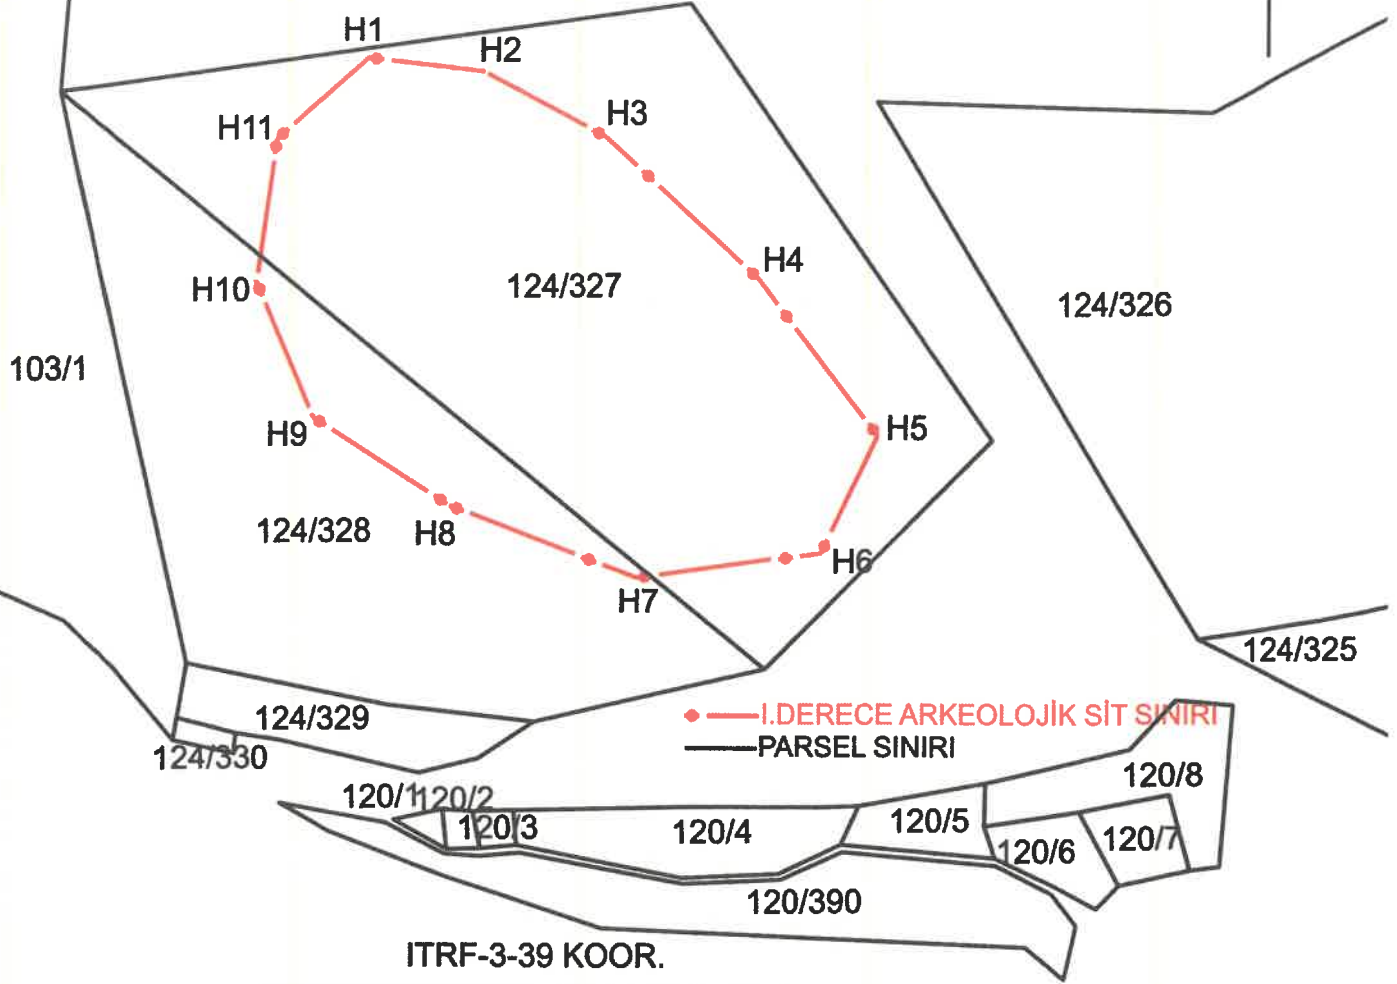 H1
H2
H3
H11
H4
H10
124/327
124/326
103/1
H5
H9
124/328
H8
H6
H7
124/325
124/329
I.DERECE ARKEOLOJİK SİT SINIRI
PARSEL SINIRI
124/330
120/8
120/1
120/2
120/3
120/4
120/5
120/6
120/7
120/390
ITRF-3-39 KOOR.